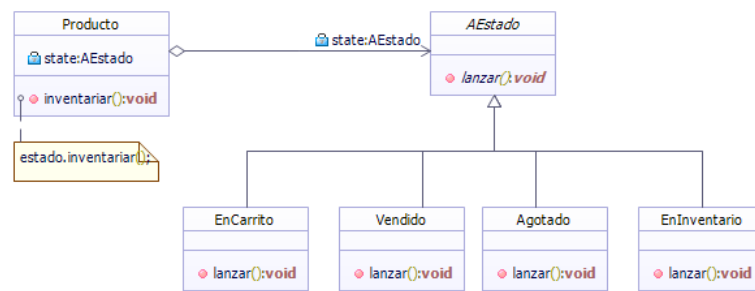 Producto
state:AEstado
inventariar():void
estado.inventariar();
state:AEstado
AEstado
lanzar():void
EnCarrito
lanzar():void
Vendido
lanzar():void
Agotado
lanzar():void
EnInventario
lanzar():void